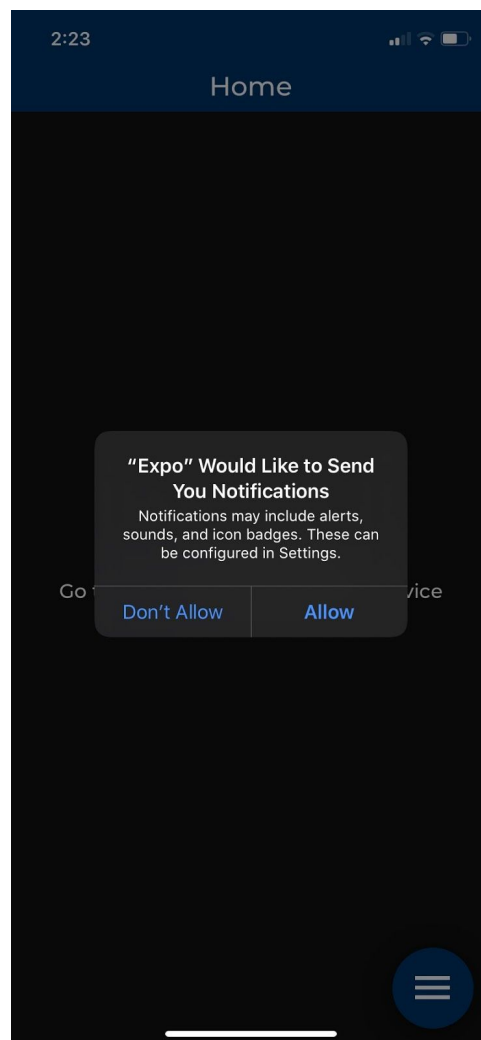 2:23
Home
“Expo” Would Like to Send
You Notifications
Notifications may include alerts,
sounds, and icon badges. These can
be configured in Settings.
Go
Don’t Allow
Allow